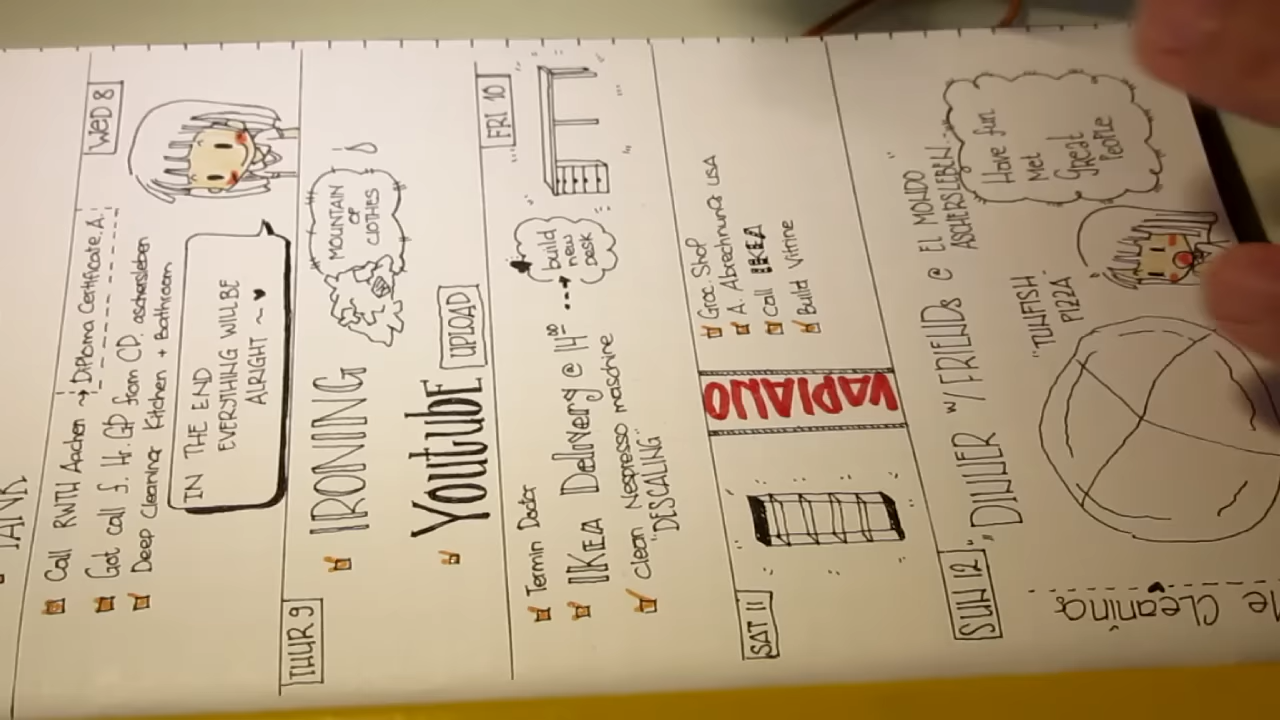 WED 8
Call RWTH Aachen → Diploma Certificate.A.
Got call f. Hr. GP from CP. aschersleben
Deep cleaning Kitchen + Bathroom
IN THE END
EVERYTHING WILL BE
ALRIGHT ~ ♥
THUR 9
IRONING
MOUNTAIN
OF
CLOTHES
YoutubE UPLOAD
FRI 10
Termin Doctor
IKEA Delivery @ 14⁰⁰
build
new
Desk
Clean Nespresso maschine
"DESCALING"
SAT 11
VAPIANO
Groc. Shop
A. Abrechnung USA
Call IKEA
Build Vitrine
SUN 12
"DINNER W/ FRIENDS @ EL MONDO"
ASCHERSLEBEN
"TUNFISH
PIZZA
Have fun
Met
Great
People
CLeaning